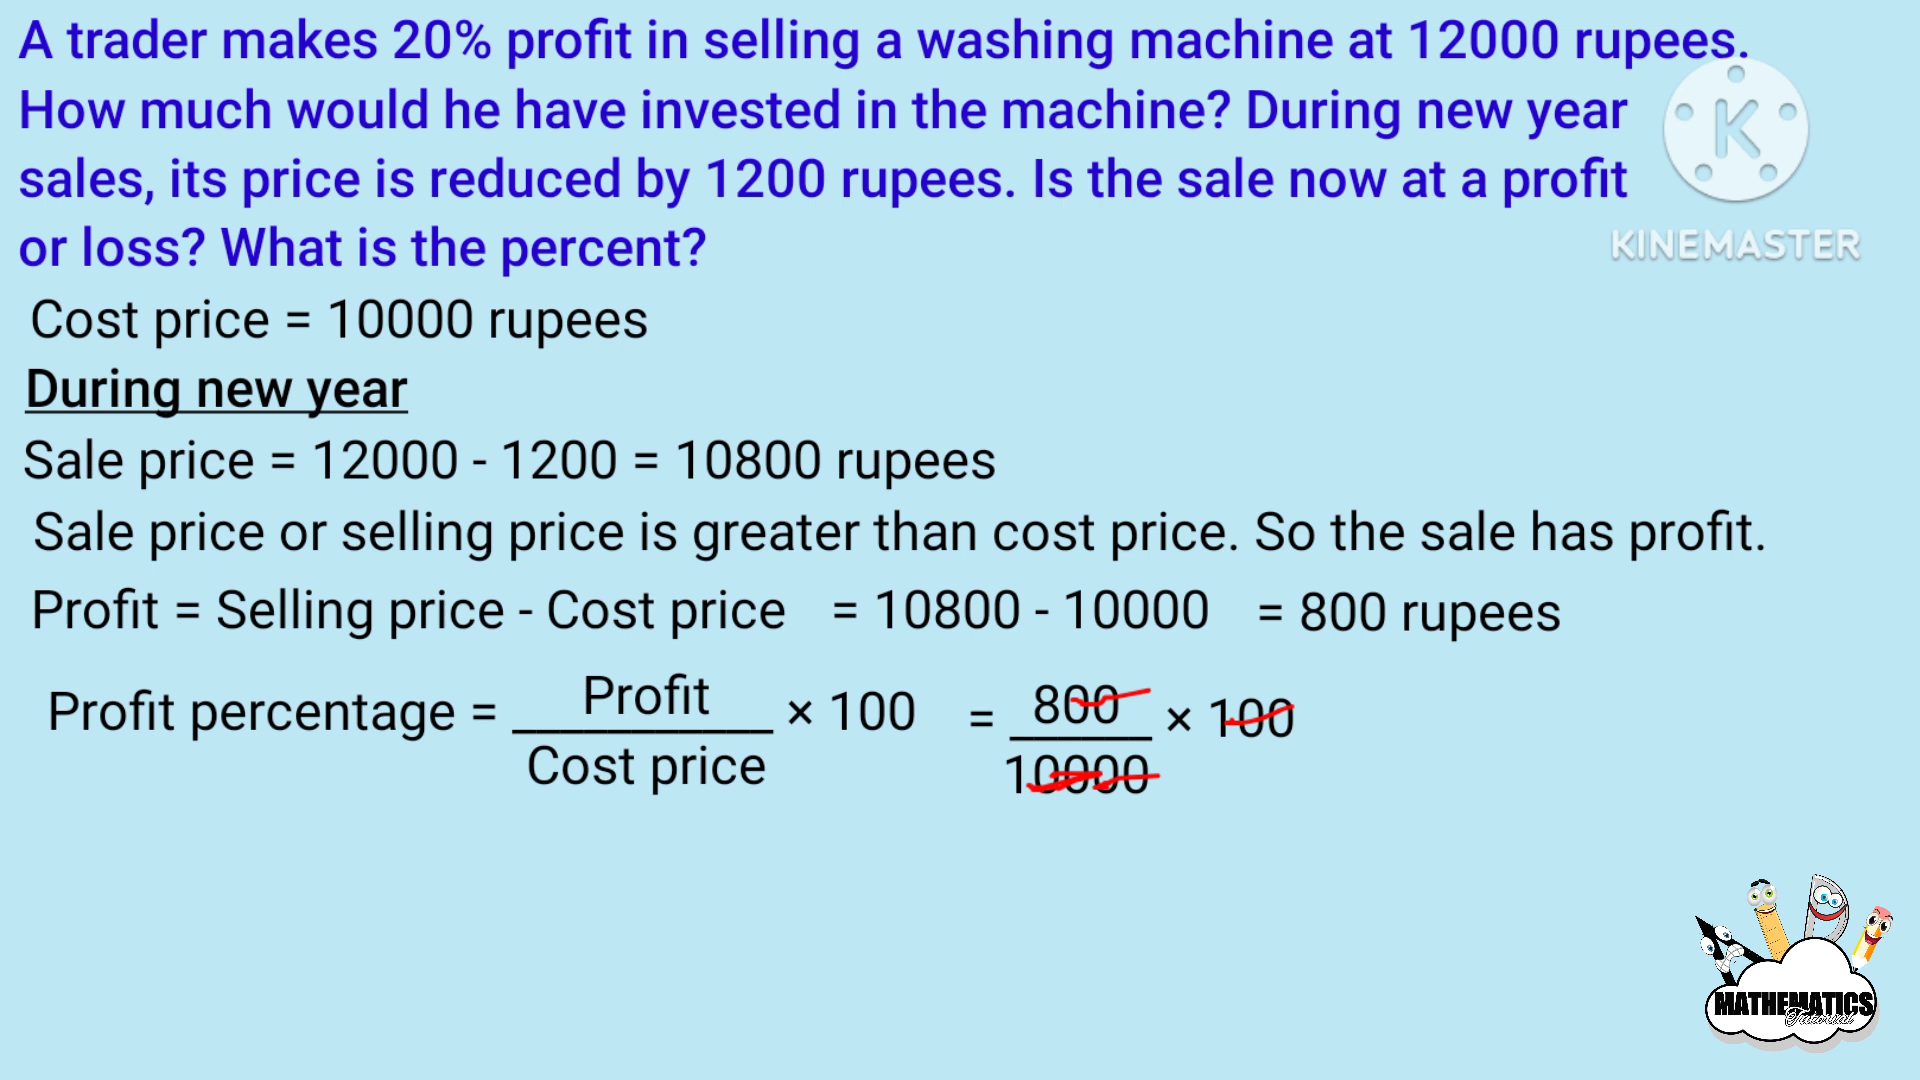 A trader makes 20% profit in selling a washing machine at 12000 rupees.
How much would he have invested in the machine? During new year
sales, its price is reduced by 1200 rupees. Is the sale now at a profit
or loss? What is the percent?
K
KINEMASTER
Cost price = 10000 rupees
During new year
Sale price = 12000 - 1200 = 10800 rupees
Sale price or selling price is greater than cost price. So the sale has profit.
Profit = Selling price - Cost price = 10800 - 10000 = 800 rupees
Profit percentage = Profit / Cost price × 100 = 800 / 10000 × 100
MATHEMATICS
Tutorial